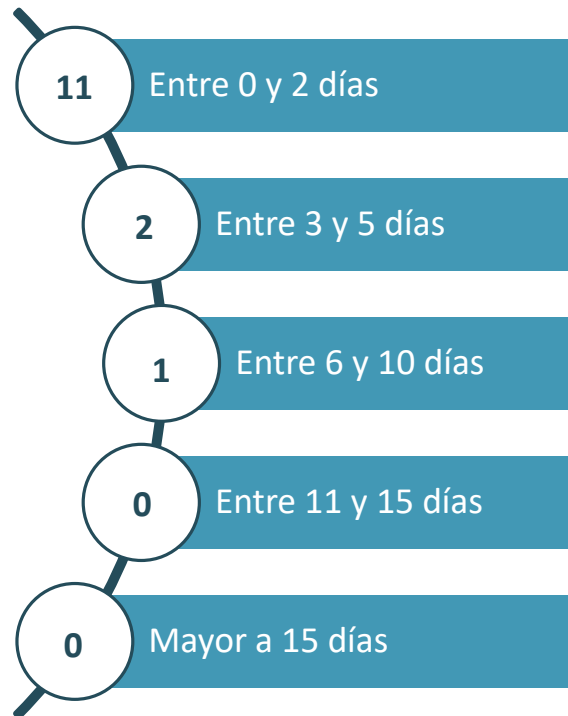 11 Entre 0 y 2 días
2 Entre 3 y 5 días
1 Entre 6 y 10 días
0 Entre 11 y 15 días
0 Mayor a 15 días